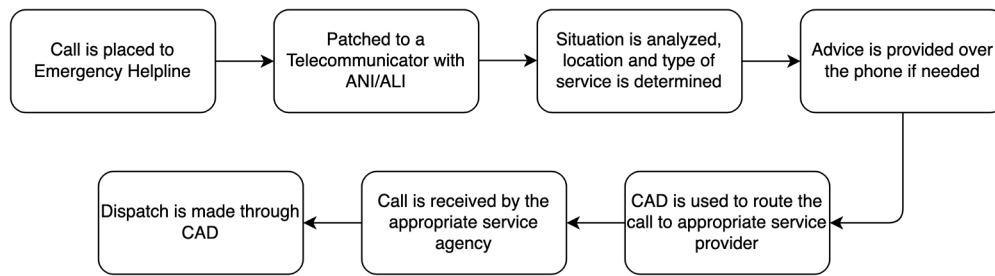 Call is placed to
Emergency Helpline
Patched to a
Telecommunicator with
ANI/ALI
Situation is analyzed,
location and type of
service is determined
Advice is provided over
the phone if needed
CAD is used to route the
call to appropriate service
provider
Call is received by the
appropriate service
agency
Dispatch is made through
CAD